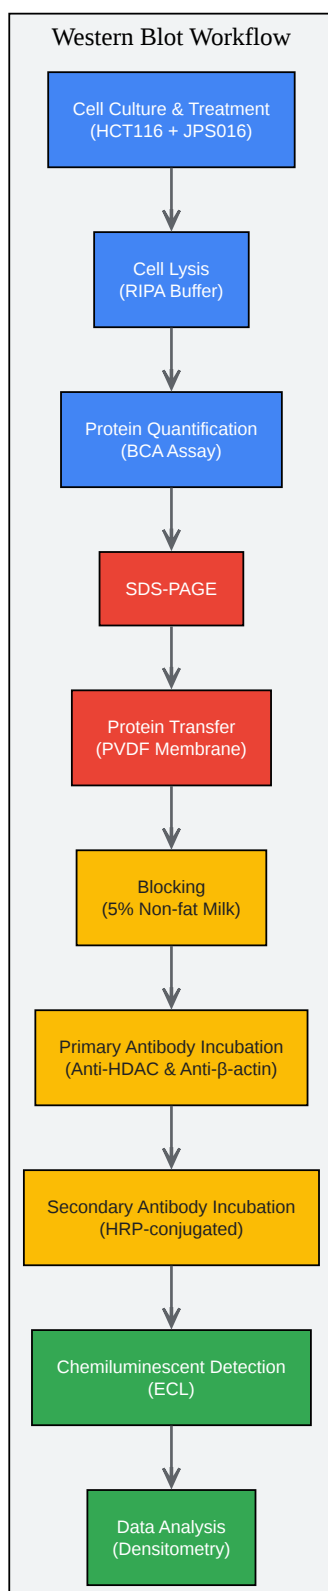 Western Blot Workflow
Cell Culture & Treatment
(HCT116 + JPS016)
Cell Lysis
(RIPA Buffer)
Protein Quantification
(BCA Assay)
SDS-PAGE
Protein Transfer
(PVDF Membrane)
Blocking
(5% Non-fat Milk)
Primary Antibody Incubation
(Anti-HDAC & Anti-β-actin)
Secondary Antibody Incubation
(HRP-conjugated)
Chemiluminescent Detection
(ECL)
Data Analysis
(Densitometry)